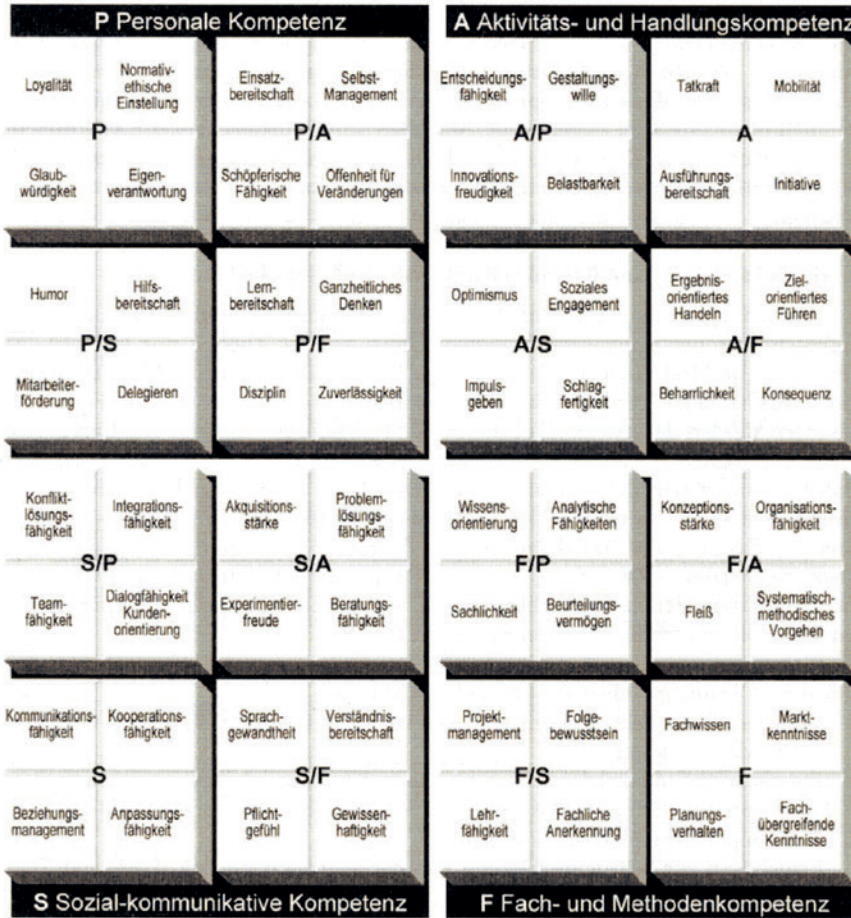 P Personale Kompetenz
Loyalität
Normativ-
ethische
Einstellung
P
Glaub-
würdigkeit
Eigen-
verantwortung
Einsatz-
bereitschaft
Selbst-
Management
P/A
Schöpferische
Fähigkeit
Offenheit für
Veränderungen
Humor
Hilfs-
bereitschaft
P/S
Mitarbeiter-
förderung
Delegieren
Lern-
bereitschaft
Ganzheitliches
Denken
P/F
Disziplin
Zuverlässigkeit
A Aktivitäts- und Handlungskompetenz
Entscheidungs-
fähigkeit
Gestaltungs-
wille
A/P
Innovations-
freudigkeit
Belastbarkeit
Tatkraft
Mobilität
A
Ausführungs-
bereitschaft
Initiative
Optimismus
Soziales
Engagement
A/S
Impuls-
geben
Schlag-
fertigkeit
Ergebnis-
orientiertes
Handeln
Ziel-
orientiertes
Führen
A/F
Beharrlichkeit
Konsequenz
Konflikt-
lösungs-
fähigkeit
Integrations-
fähigkeit
S/P
Team-
fähigkeit
Dialogfähigkeit
Kunden-
orientierung
Akquisitions-
stärke
Problem-
lösungs-
fähigkeit
S/A
Experimentier-
freude
Beratungs-
fähigkeit
Kommunikations-
fähigkeit
Kooperations-
fähigkeit
S
Beziehungs-
management
Anpassungs-
fähigkeit
Sprach-
gewandtheit
Verständnis-
bereitschaft
S/F
Pflicht-
gefühl
Gewissen-
haftigkeit
S Sozial-kommunikative Kompetenz
Wissens-
orientierung
Analytische
Fähigkeiten
F/P
Sachlichkeit
Beurteilungs-
vermögen
Konzeptions-
stärke
Organisations-
fähigkeit
F/A
Fleiß
Systematisch-
methodisches
Vorgehen
Projekt-
management
Folge-
bewusstsein
F/S
Lehr-
fähigkeit
Fachliche
Anerkennung
Fachwissen
Markt-
kenntnisse
F
Planungs-
verhalten
Fach-
übergreifende
Kenntnisse
F Fach- und Methodenkompetenz